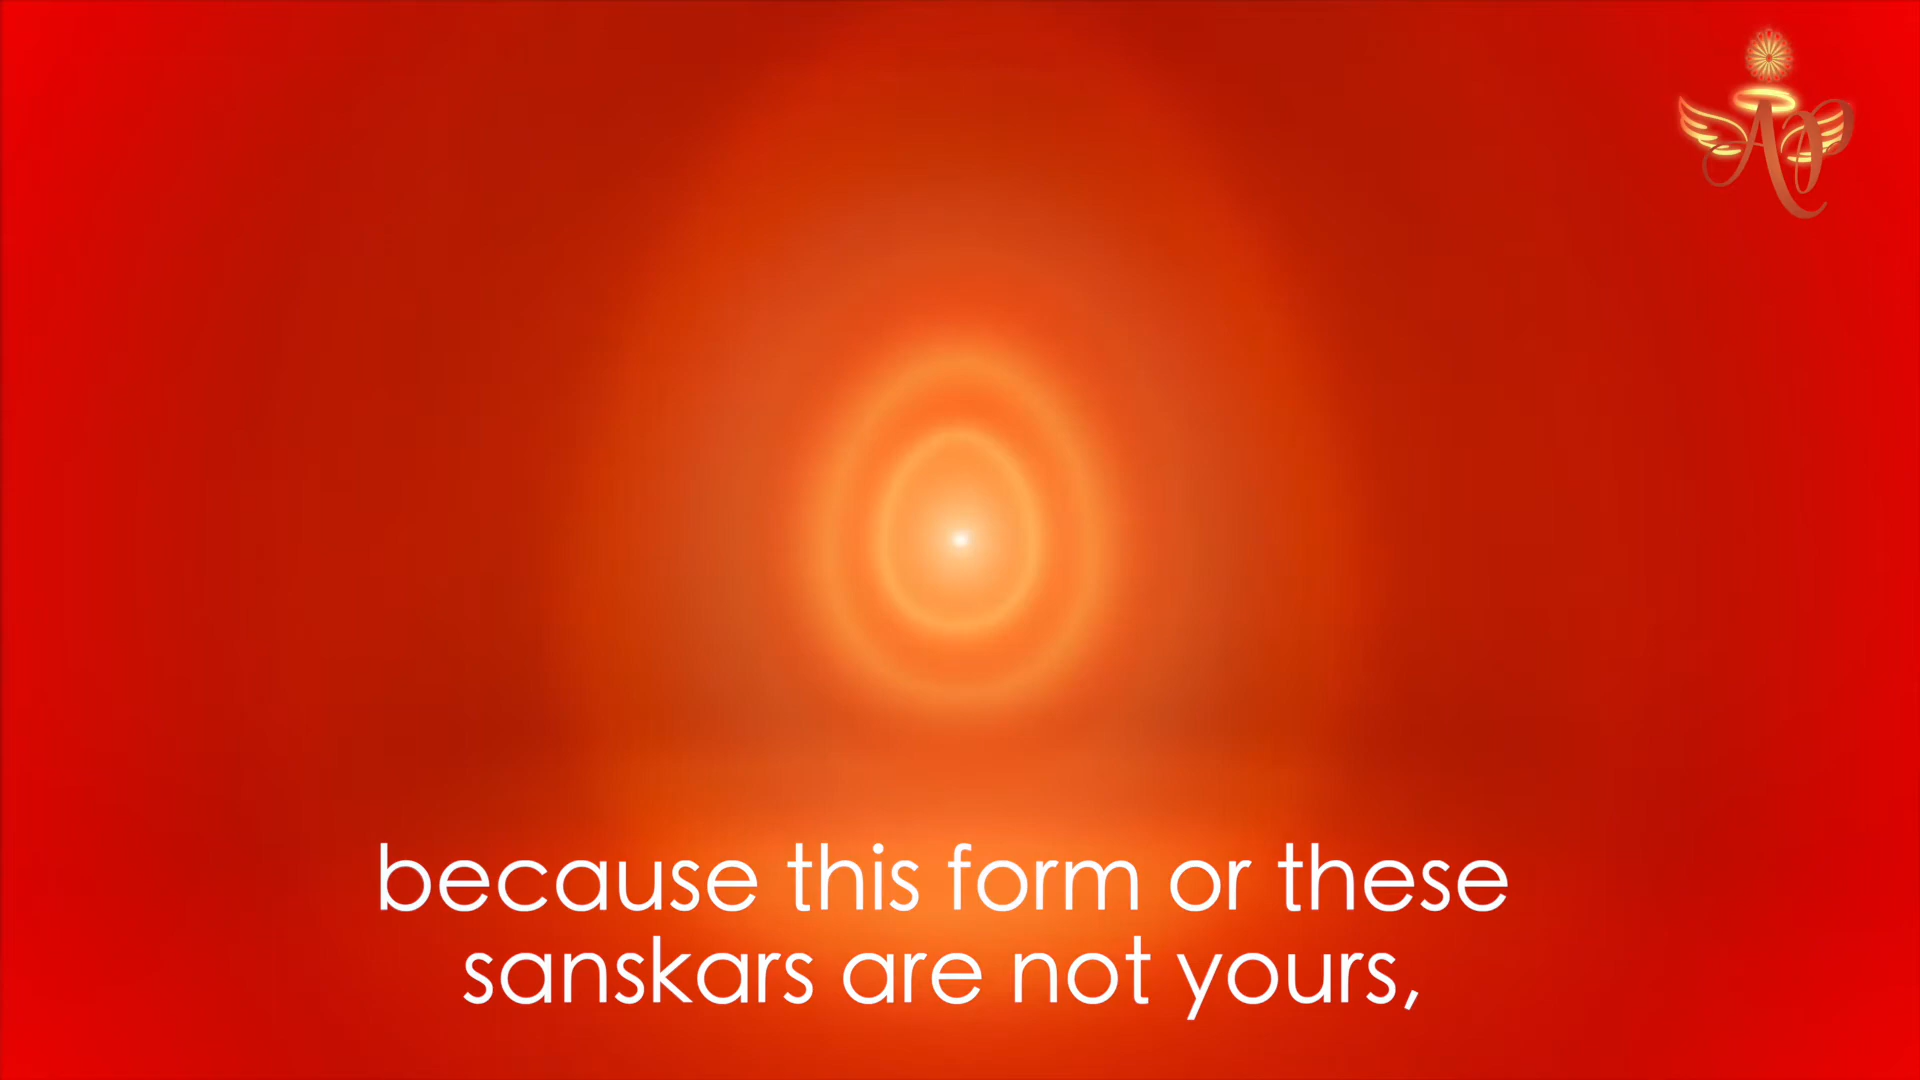 because this form or these
sanskars are not yours,